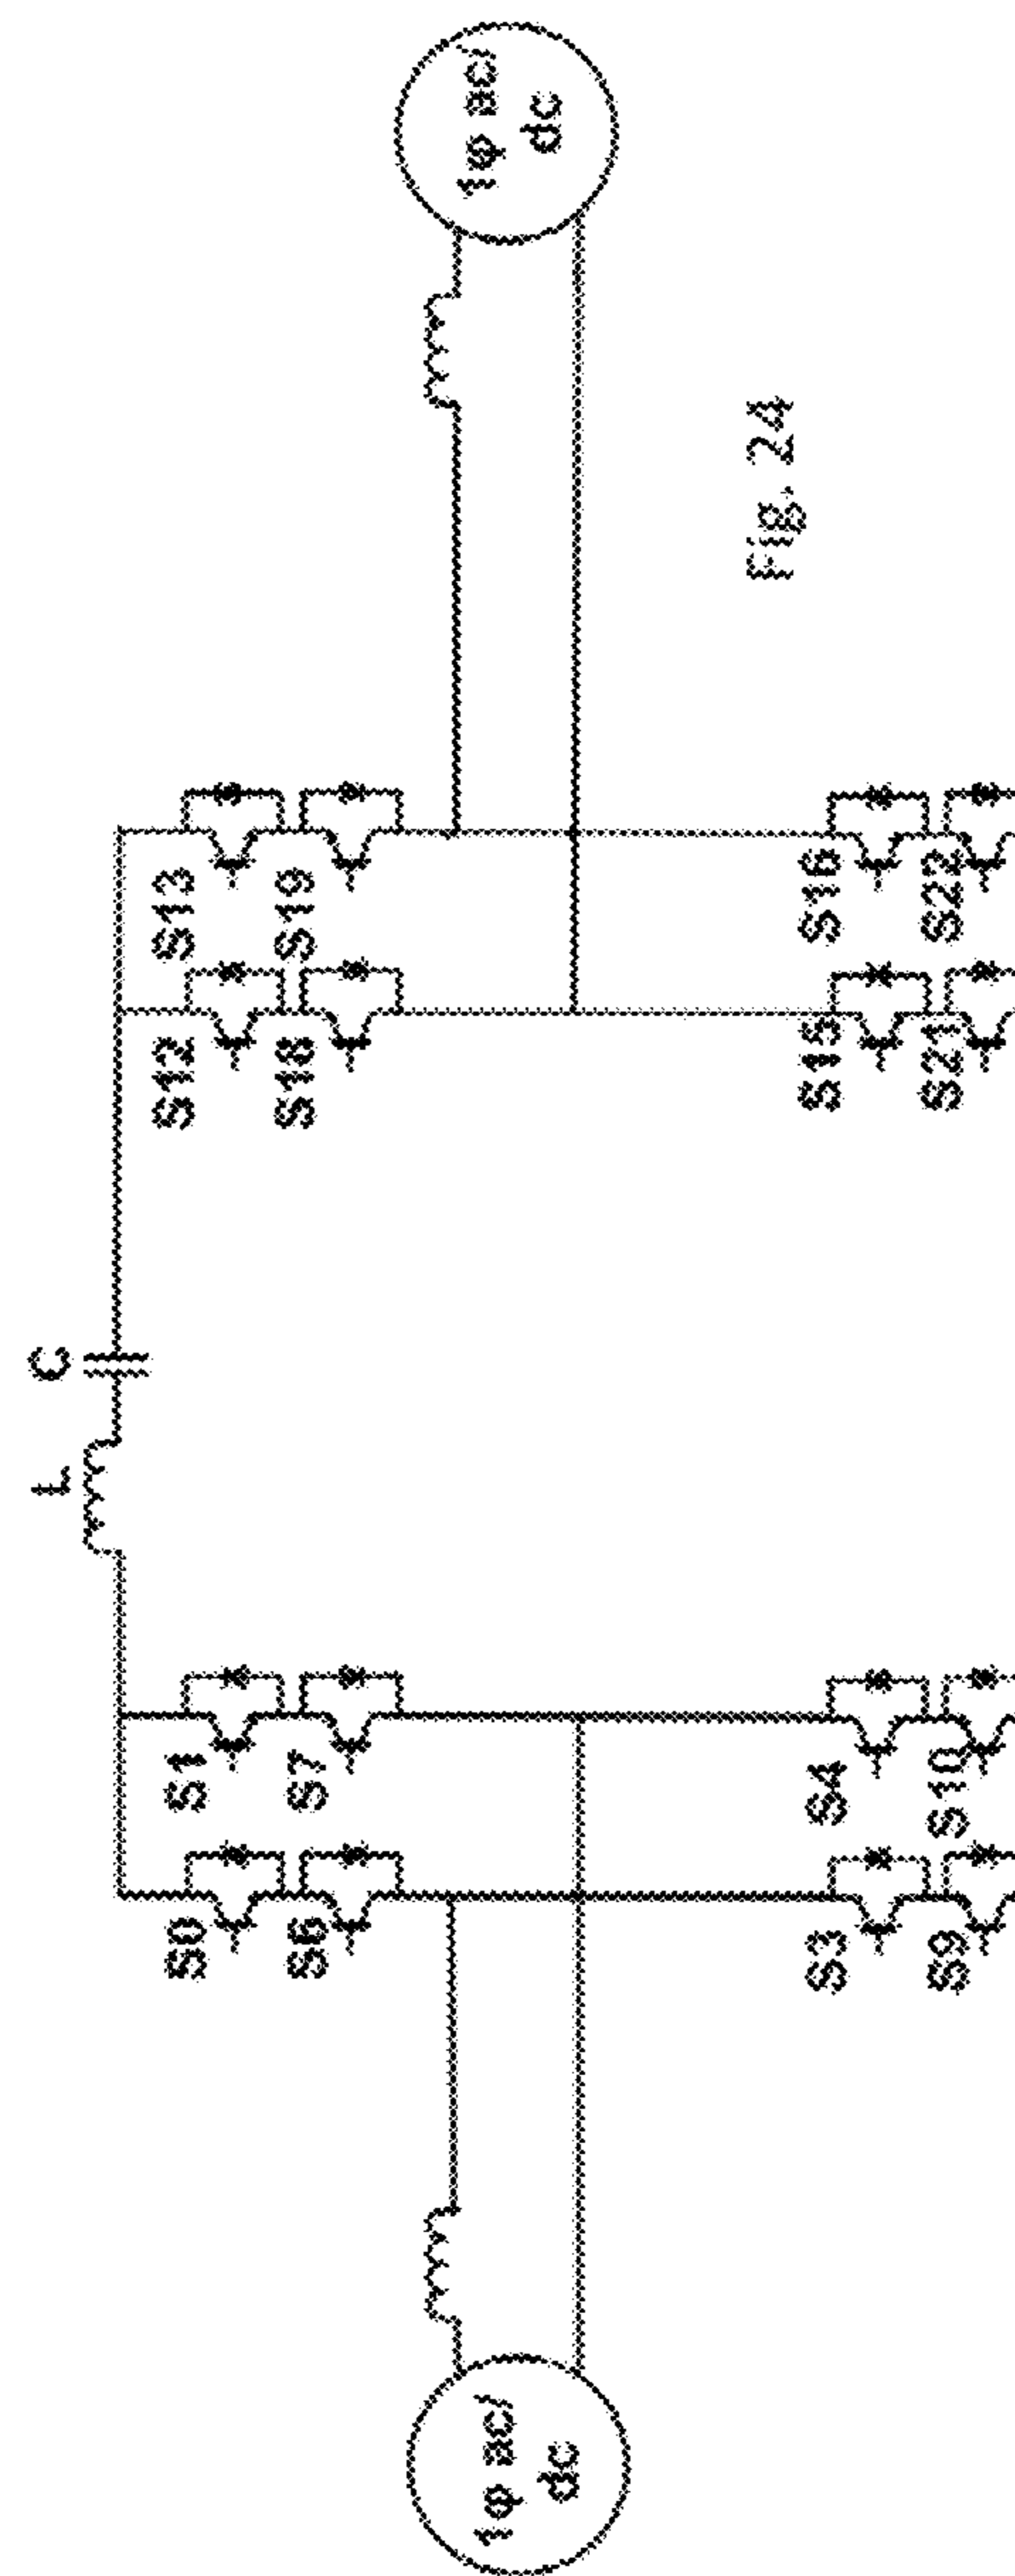 L C
S0 S1 S12 S13
S6 S7 S18 S19
1φ ac/
dc
1φ ac/
dc
S3 S4 S15 S16
S9 S10 S21 S22
Fig. 24